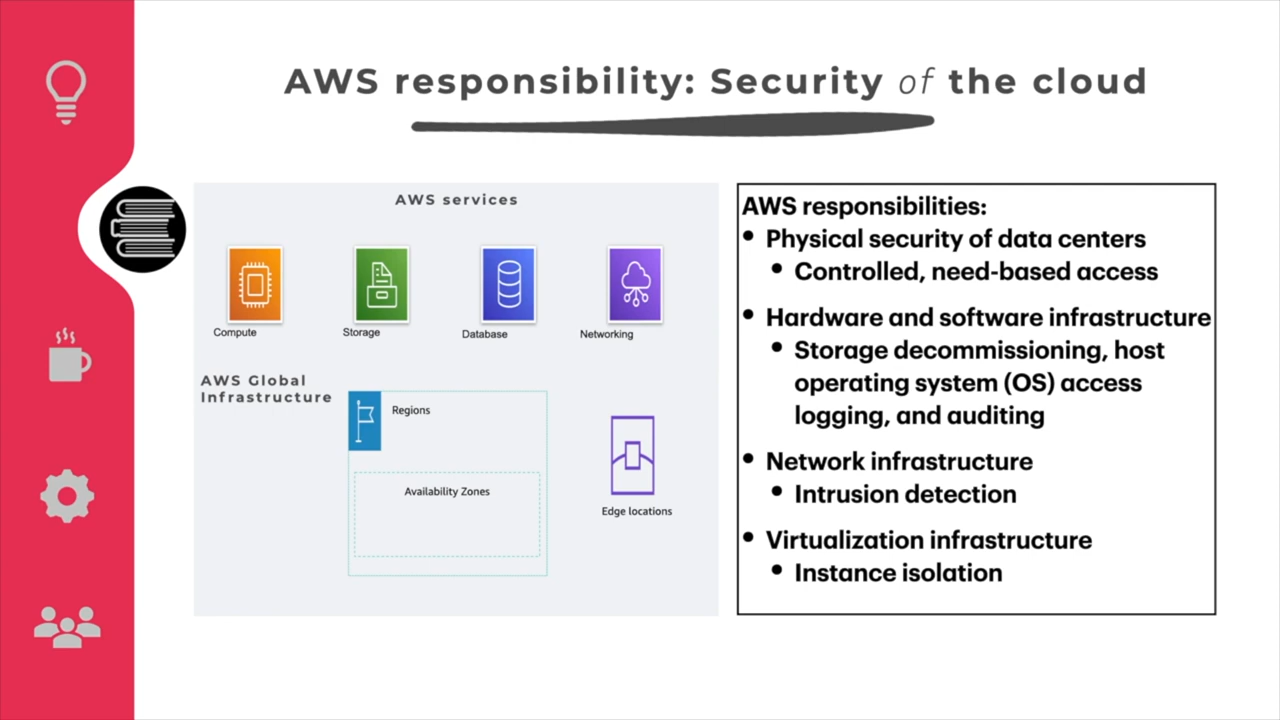 AWS responsibility: Security of the cloud
AWS services
Compute
Storage
Database
Networking
AWS Global
Infrastructure
Regions
Availability Zones
Edge locations
AWS responsibilities:
• Physical security of data centers
• Controlled, need-based access
• Hardware and software infrastructure
• Storage decommissioning, host
operating system (OS) access
logging, and auditing
• Network infrastructure
• Intrusion detection
• Virtualization infrastructure
• Instance isolation